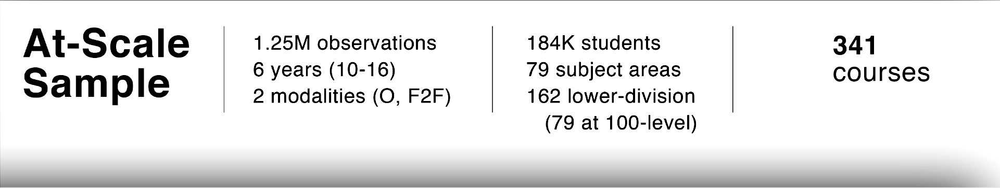 At-Scale
Sample
1.25M observations
6 years (10-16)
2 modalities (O, F2F)
184K students
79 subject areas
162 lower-division
(79 at 100-level)
341
courses